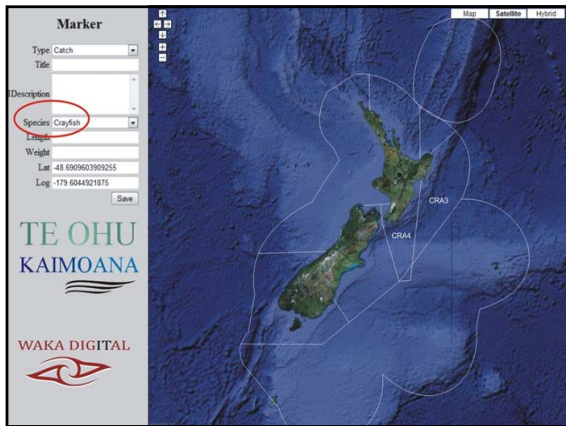 Marker
Type Catch
Title
Description
Species Crayfish
Length
Weight
Lat -48.6909603909255
Log -179.6044921875
Save
TE OHU
KAIMOANA
WAKA DIGITAL
Map Satellite Hybrid
CRA3
CRA4